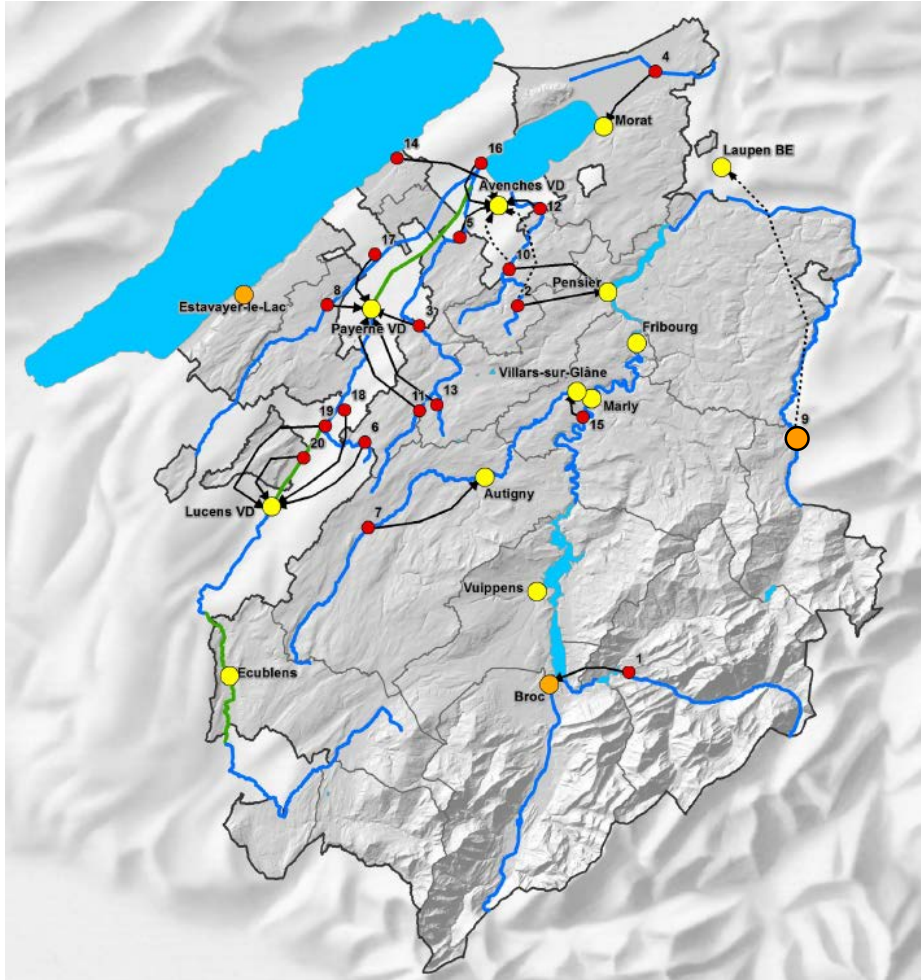 4
Morat
14
16
Laupen BE
Avenches VD
12
5
17
10
Pensier
8
2
Estavayer-le-Lac
3
Payerne VD
Fribourg
Villars-sur-Glâne
Marly
13
18
11
19
15
9
6
20
Autigny
Lucens VD
7
Vuippens
1
Ecublens
Broc